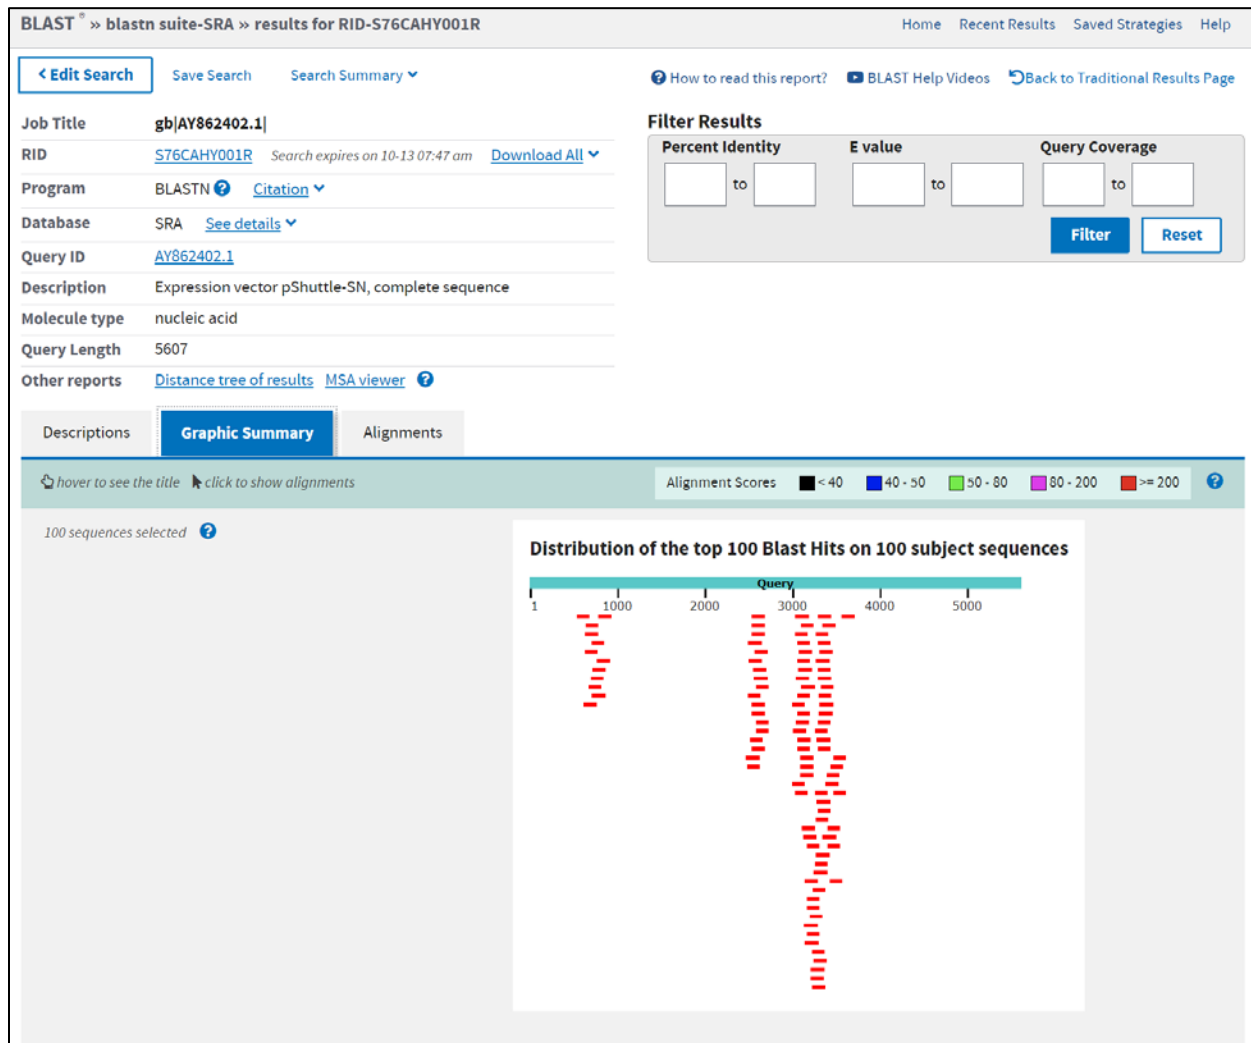 BLAST ® » blastn suite-SRA » results for RID-S76CAHY001R
Home Recent Results Saved Strategies Help
Edit Search Save Search Search Summary
How to read this report? BLAST Help Videos Back to Traditional Results Page
Job Title gb|AY862402.1|
RID S76CAHY001R Search expires on 10-13 07:47 am Download All
Program BLASTN Citation
Database SRA See details
Query ID AY862402.1
Description Expression vector pShuttle-SN, complete sequence
Molecule type nucleic acid
Query Length 5607
Other reports Distance tree of results MSA viewer
Filter Results
Percent Identity E value Query Coverage
to to to
Filter Reset
Descriptions Graphic Summary Alignments
hover to see the title click to show alignments
Alignment Scores < 40 40 - 50 50 - 80 80 - 200 >= 200
100 sequences selected
Distribution of the top 100 Blast Hits on 100 subject sequences
Query
1 1000 2000 3000 4000 5000